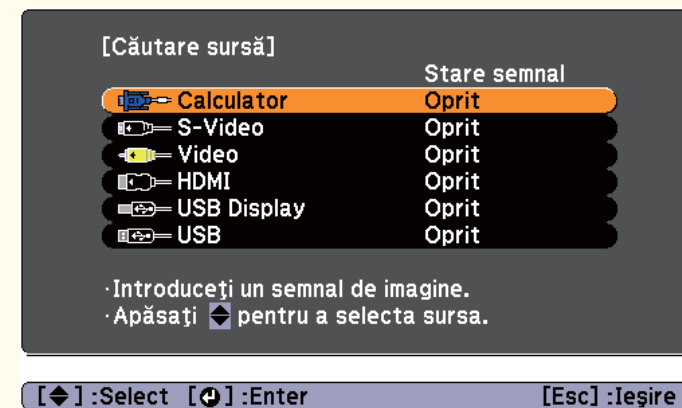 [Căutare sursă]
Stare semnal
Calculator Oprit
S-Video Oprit
Video Oprit
HDMI Oprit
USB Display Oprit
USB Oprit
·Introduceţi un semnal de imagine.
·Apăsaţi pentru a selecta sursa.
[ ] :Select [ ] :Enter [Esc] :Ieşire